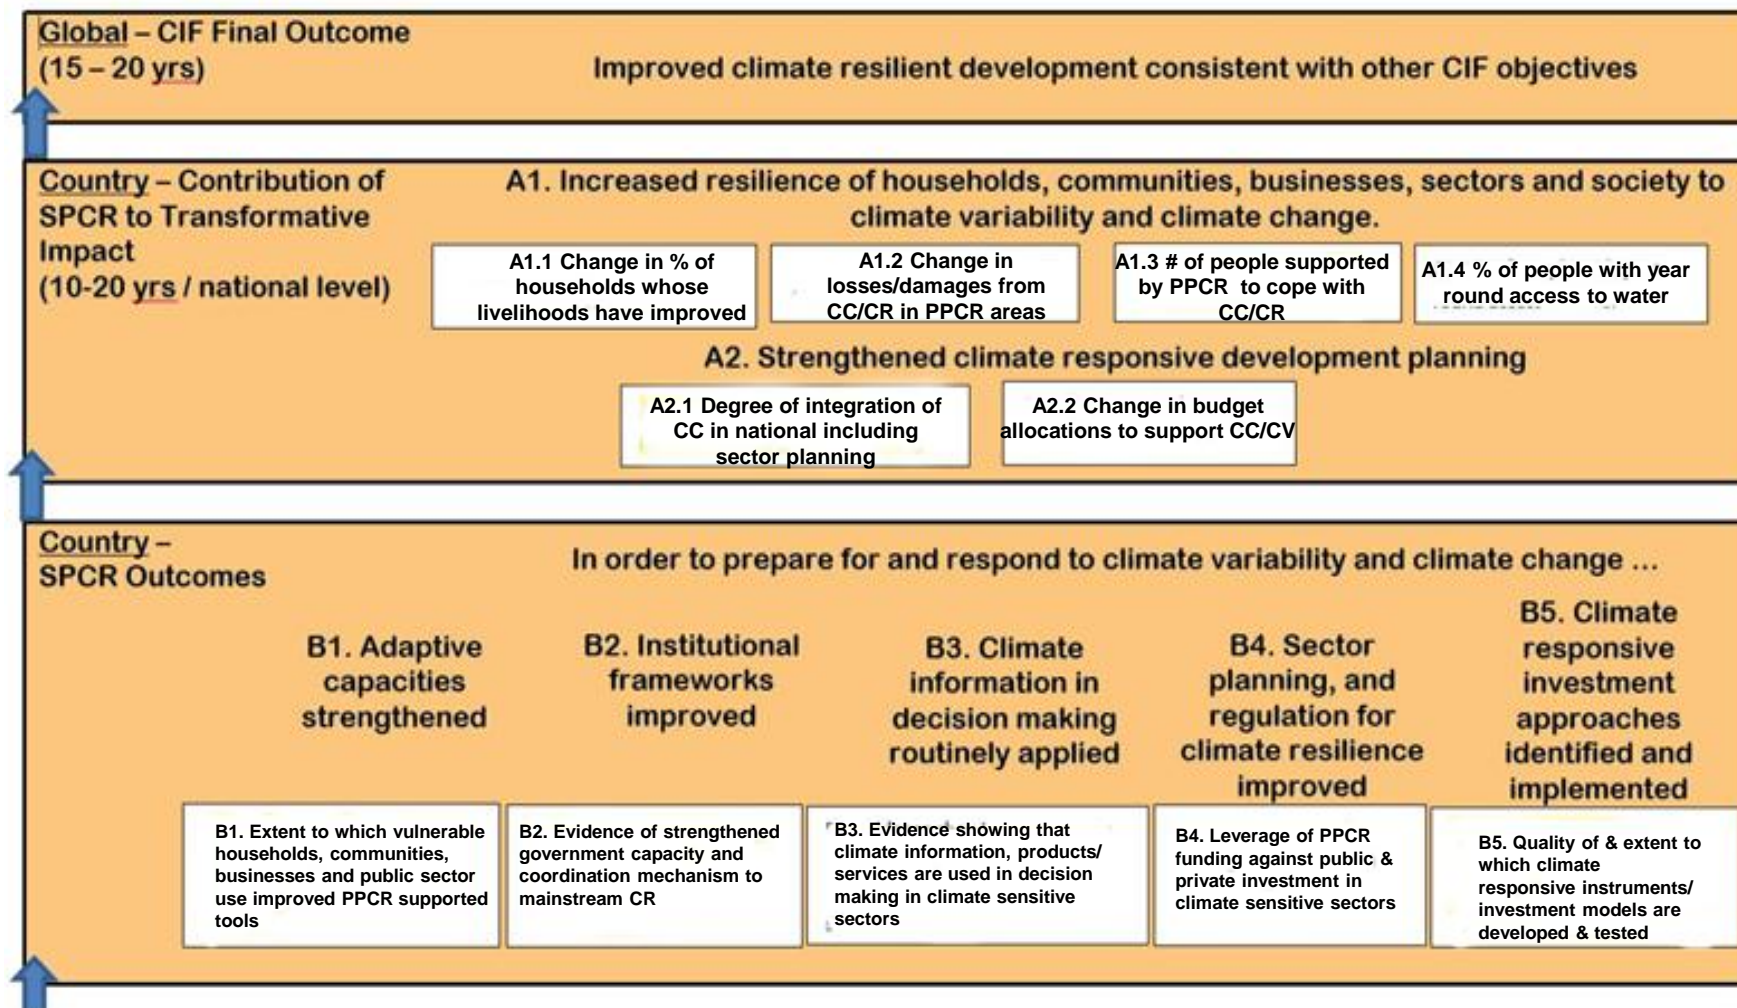 Global – CIF Final Outcome
(15 – 20 yrs)
Improved climate resilient development consistent with other CIF objectives
Country – Contribution of
SPCR to Transformative
Impact
(10-20 yrs / national level)
A1. Increased resilience of households, communities, businesses, sectors and society to
climate variability and climate change.
A1.1 Change in % of
households whose
livelihoods have improved
A1.2 Change in
losses/damages from
CC/CR in PPCR areas
A1.3 # of people supported
by PPCR to cope with
CC/CR
A1.4 % of people with year
round access to water
A2. Strengthened climate responsive development planning
A2.1 Degree of integration of
CC in national including
sector planning
A2.2 Change in budget
allocations to support CC/CV
Country –
SPCR Outcomes
In order to prepare for and respond to climate variability and climate change ...
B1. Adaptive
capacities
strengthened
B2. Institutional
frameworks
improved
B3. Climate
information in
decision making
routinely applied
B4. Sector
planning, and
regulation for
climate resilience
improved
B5. Climate
responsive
investment
approaches
identified and
implemented
B1. Extent to which vulnerable
households, communities,
businesses and public sector
use improved PPCR supported
tools
B2. Evidence of strengthened
government capacity and
coordination mechanism to
mainstream CR
B3. Evidence showing that
climate information, products/
services are used in decision
making in climate sensitive
sectors
B4. Leverage of PPCR
funding against public &
private investment in
climate sensitive sectors
B5. Quality of & extent to
which climate
responsive instruments/
investment models are
developed & tested